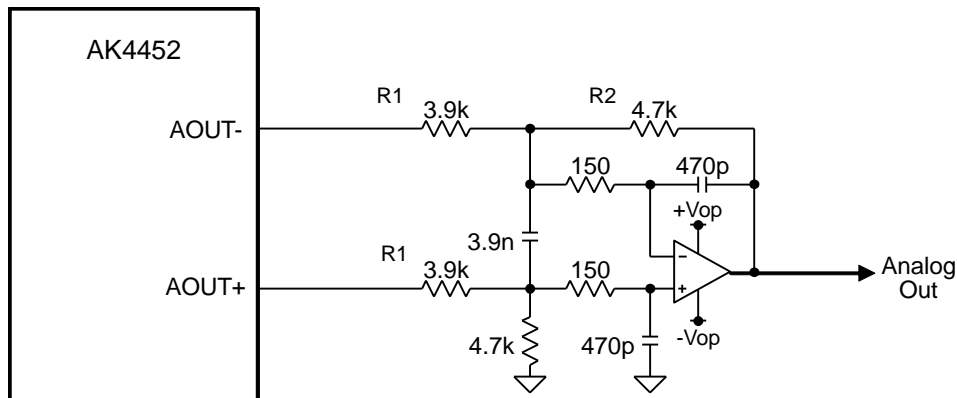 AK4452
R1
3.9k
R2
4.7k
AOUT-
150
470p
+Vop
3.9n
R1
3.9k
150
−
+
AOUT+
Analog
Out
4.7k
470p
-Vop